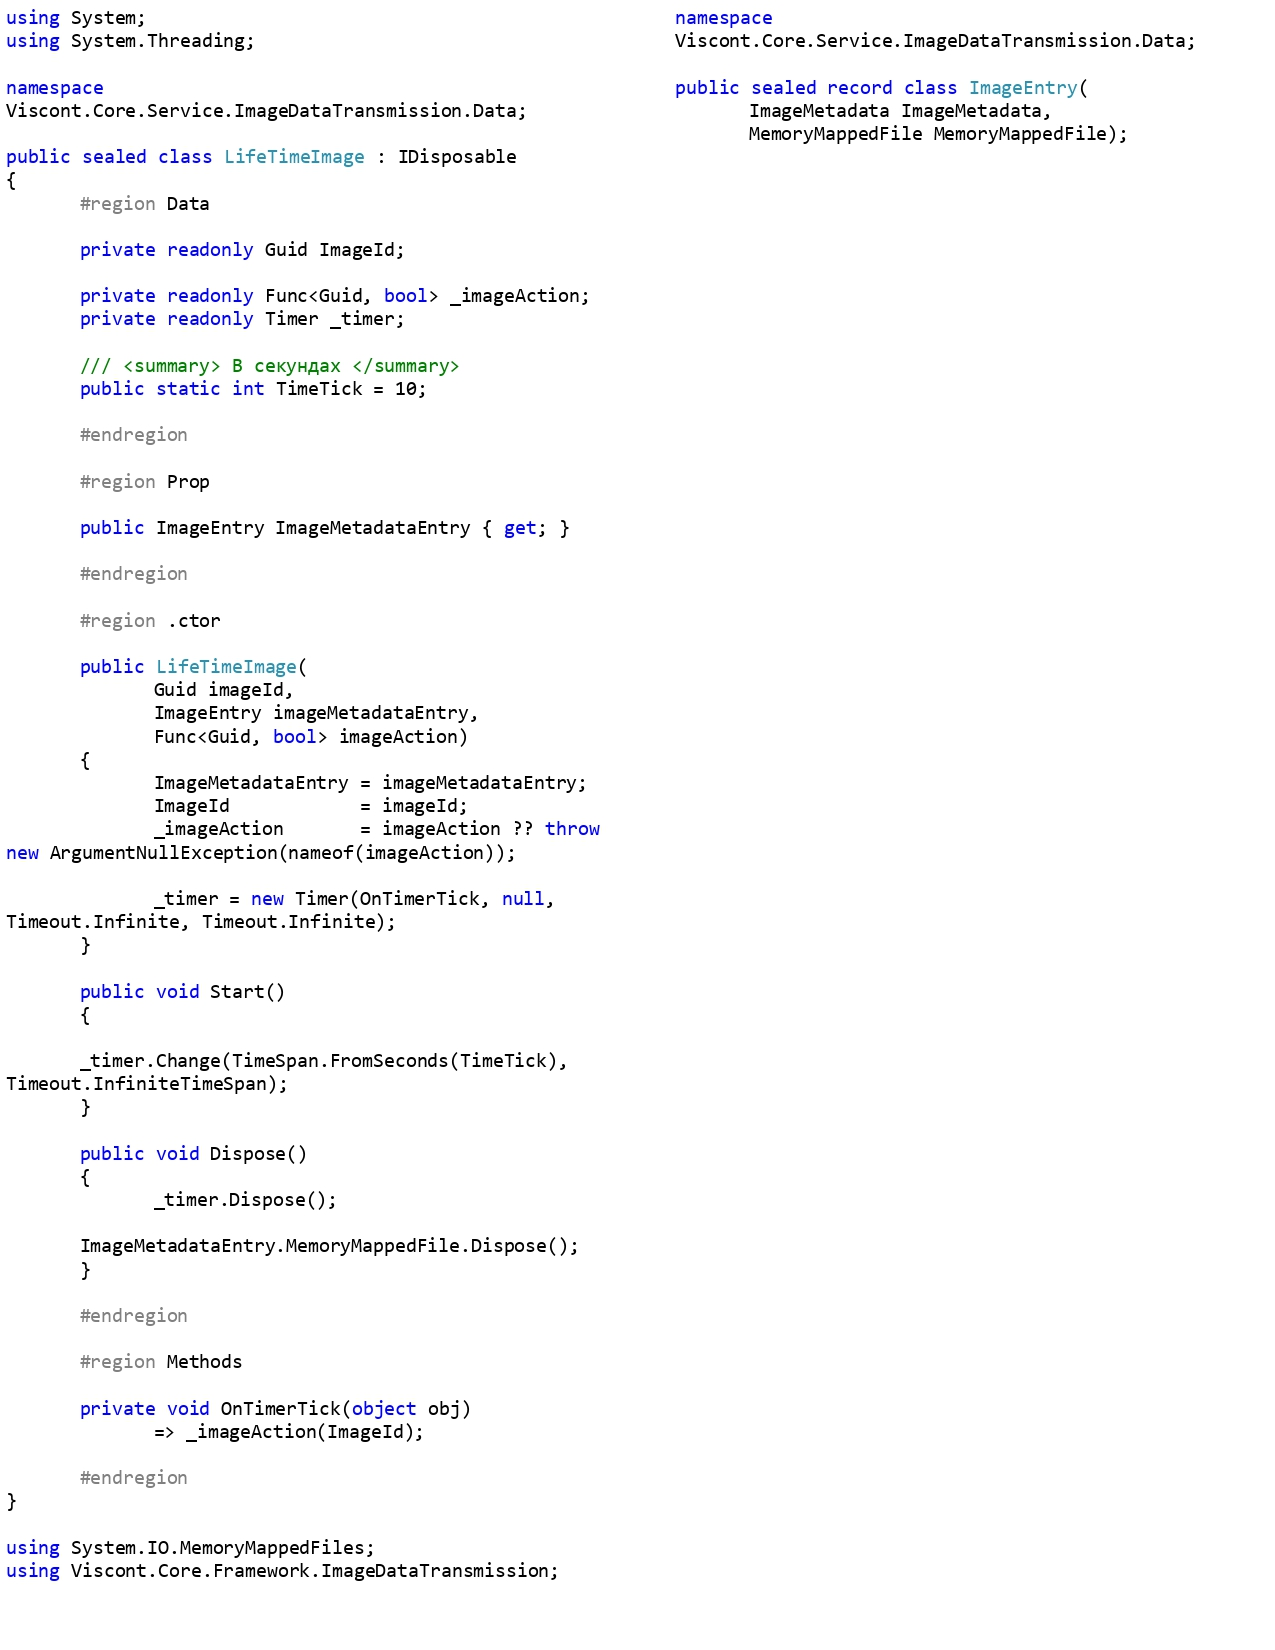 using System;
using System.Threading;

namespace
Viscont.Core.Service.ImageDataTransmission.Data;

public sealed class LifeTimeImage : IDisposable
{
#region Data

private readonly Guid ImageId;

private readonly Func<Guid, bool> _imageAction;
private readonly Timer _timer;

/// <summary> В секундах </summary>
public static int TimeTick = 10;

#endregion

#region Prop

public ImageEntry ImageMetadataEntry { get; }

#endregion

#region .ctor

public LifeTimeImage(
Guid imageId,
ImageEntry imageMetadataEntry,
Func<Guid, bool> imageAction)
{
ImageMetadataEntry = imageMetadataEntry;
ImageId            = imageId;
_imageAction       = imageAction ?? throw
new ArgumentNullException(nameof(imageAction));

_timer = new Timer(OnTimerTick, null,
Timeout.Infinite, Timeout.Infinite);
}

public void Start()
{

_timer.Change(TimeSpan.FromSeconds(TimeTick),
Timeout.InfiniteTimeSpan);
}

public void Dispose()
{
_timer.Dispose();

ImageMetadataEntry.MemoryMappedFile.Dispose();
}

#endregion

#region Methods

private void OnTimerTick(object obj)
=> _imageAction(ImageId);

#endregion
}

using System.IO.MemoryMappedFiles;
using Viscont.Core.Framework.ImageDataTransmission;

namespace
Viscont.Core.Service.ImageDataTransmission.Data;

public sealed record class ImageEntry(
ImageMetadata ImageMetadata,
MemoryMappedFile MemoryMappedFile);